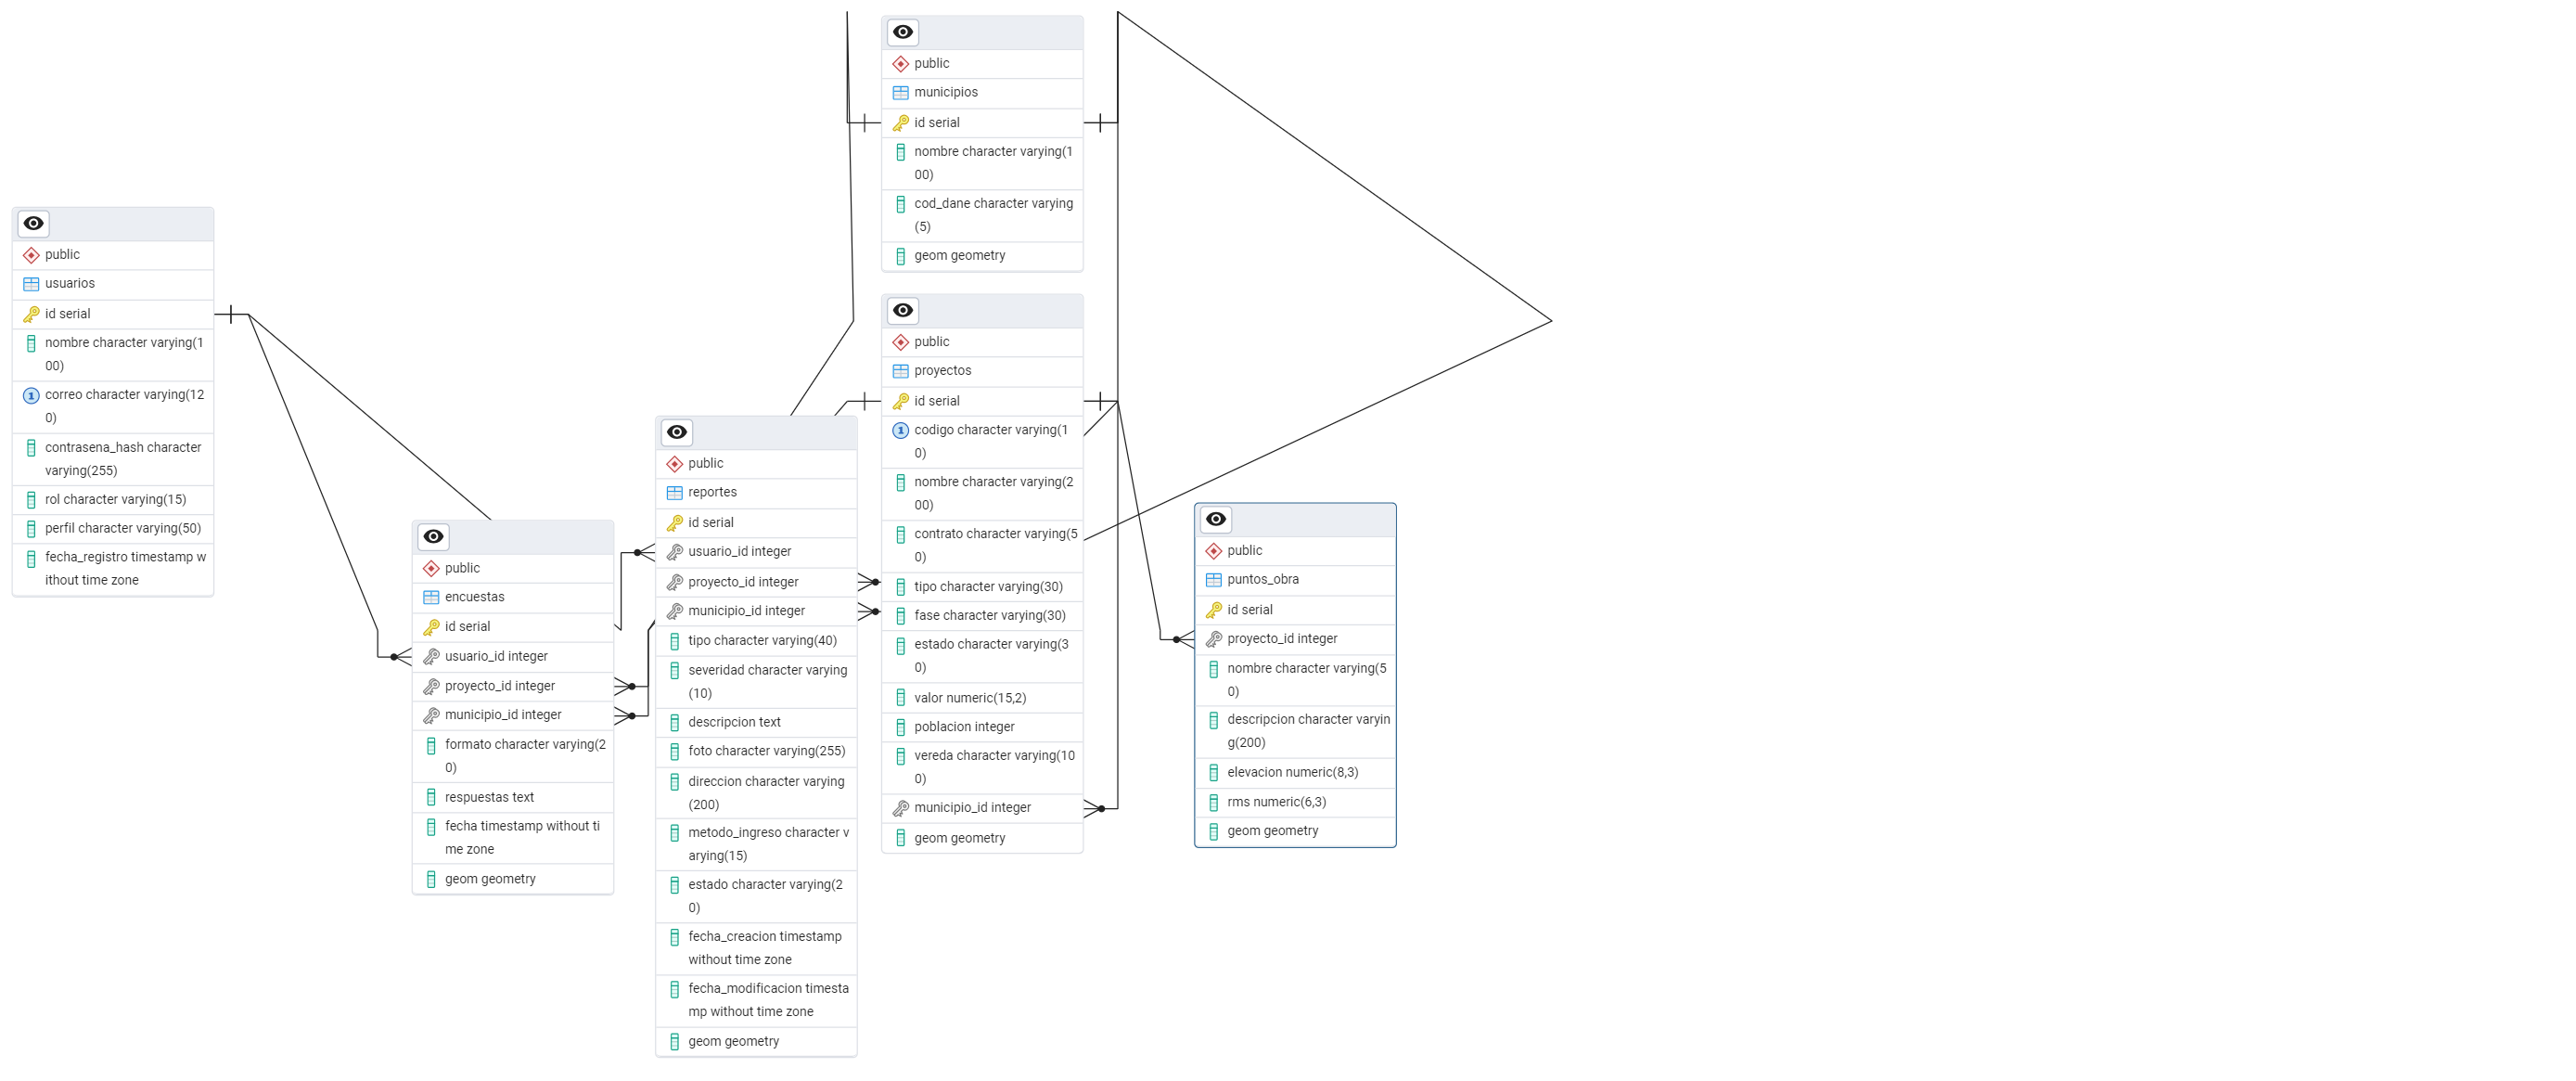 public
municipios
id serial
nombre character varying(1
00)
cod_dane character varying
(5)
geom geometry
public
usuarios
id serial
nombre character varying(1
00)
1
correo character varying(12
0)
contrasena_hash character
varying(255)
rol character varying(15)
perfil character varying(50)
fecha_registro timestamp w
ithout time zone
public
encuestas
id serial
usuario_id integer
proyecto_id integer
municipio_id integer
formato character varying(2
0)
respuestas text
fecha timestamp without ti
me zone
geom geometry
public
reportes
id serial
usuario_id integer
proyecto_id integer
municipio_id integer
tipo character varying(40)
severidad character varying
(10)
descripcion text
foto character varying(255)
direccion character varying
(200)
metodo_ingreso character v
arying(15)
estado character varying(2
0)
fecha_creacion timestamp
without time zone
fecha_modificacion timesta
mp without time zone
geom geometry
public
proyectos
id serial
1
codigo character varying(1
0)
nombre character varying(2
00)
contrato character varying(5
0)
tipo character varying(30)
fase character varying(30)
estado character varying(3
0)
valor numeric(15,2)
poblacion integer
vereda character varying(10
0)
municipio_id integer
geom geometry
public
puntos_obra
id serial
proyecto_id integer
nombre character varying(5
0)
descripcion character varyin
g(200)
elevacion numeric(8,3)
rms numeric(6,3)
geom geometry